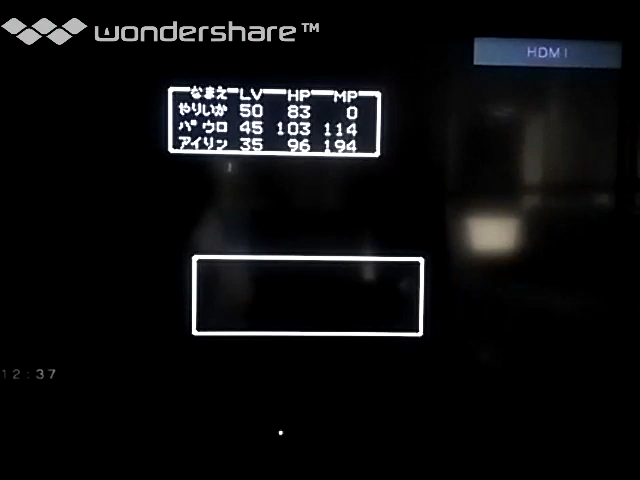 wondershare™
HDMI
なまえ LV HP MP
やりいか 50 83 0
パウロ 45 103 114
アイリン 35 96 194
12:37